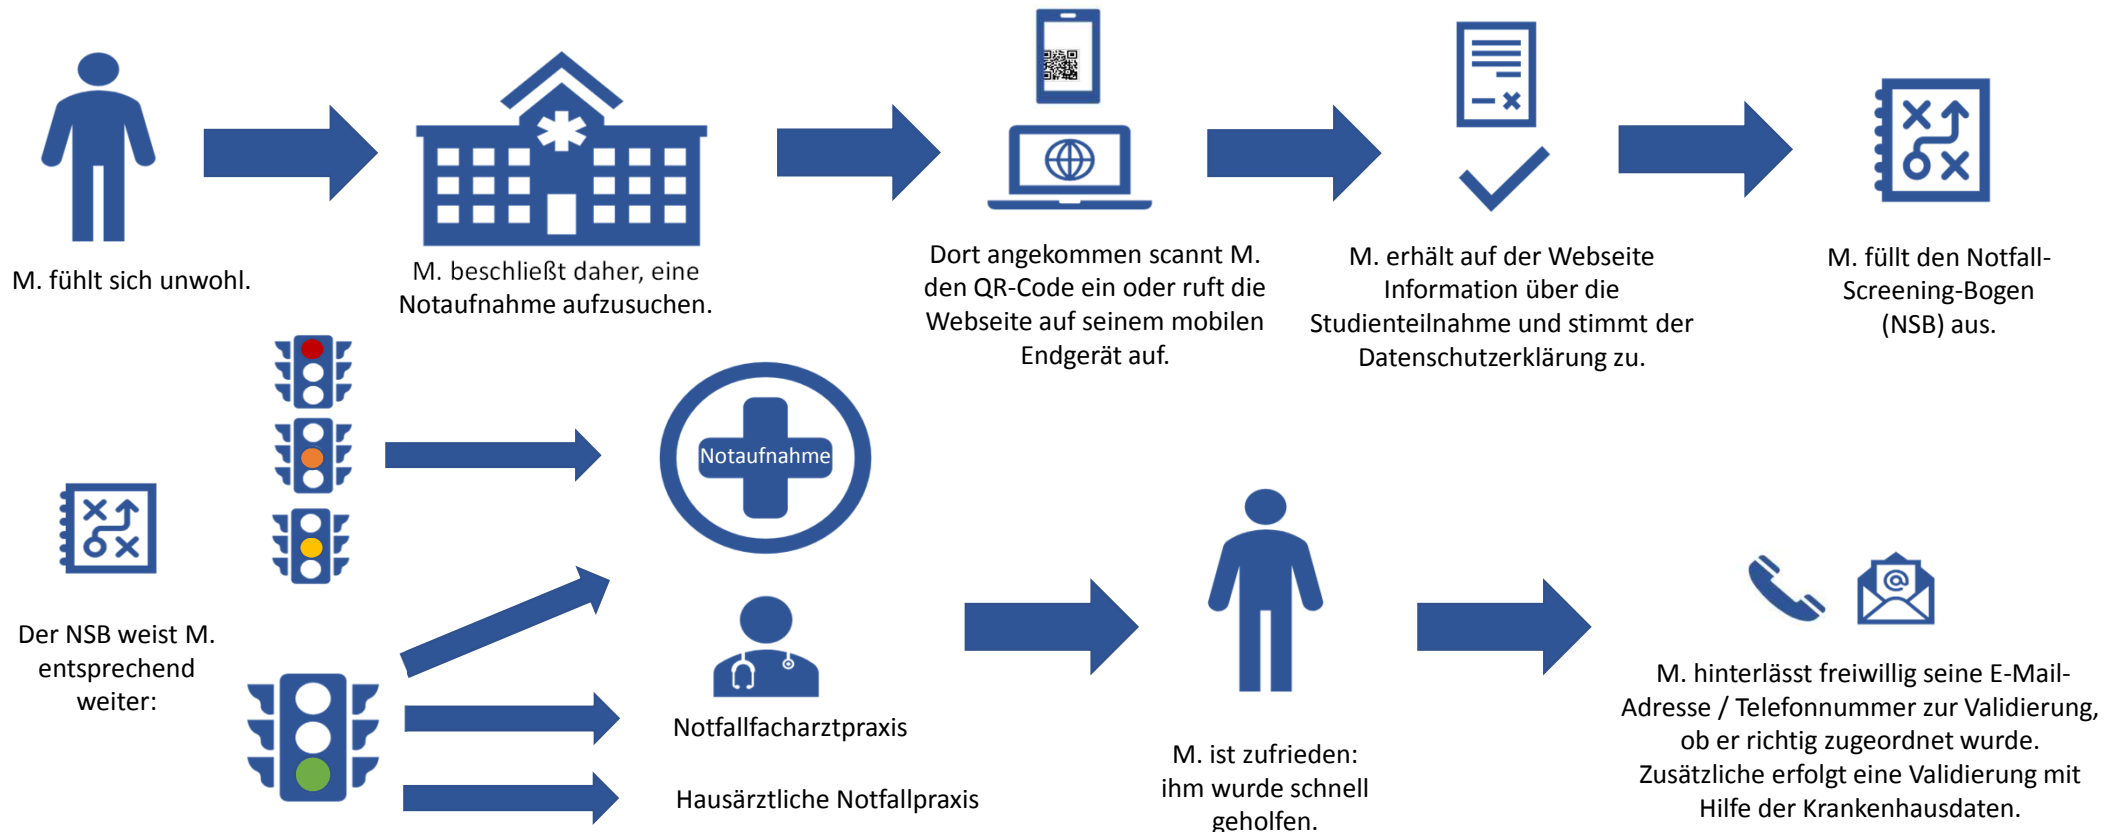 M. fühlt sich unwohl.
M. beschließt daher, eine
Notaufnahme aufzusuchen.
Dort angekommen scannt M.
den QR-Code ein oder ruft die
Webseite auf seinem mobilen
Endgerät auf.
M. erhält auf der Webseite
Information über die
Studienteilnahme und stimmt der
Datenschutzerklärung zu.
M. füllt den Notfall-
Screening-Bogen
(NSB) aus.
Der NSB weist M.
entsprechend
weiter:
Notaufnahme
Notfallfacharztpraxis
Hausärztliche Notfallpraxis
M. ist zufrieden:
ihm wurde schnell
geholfen.
M. hinterlässt freiwillig seine E-Mail-
Adresse / Telefonnummer zur Validierung,
ob er richtig zugeordnet wurde.
Zusätzliche erfolgt eine Validierung mit
Hilfe der Krankenhausdaten.